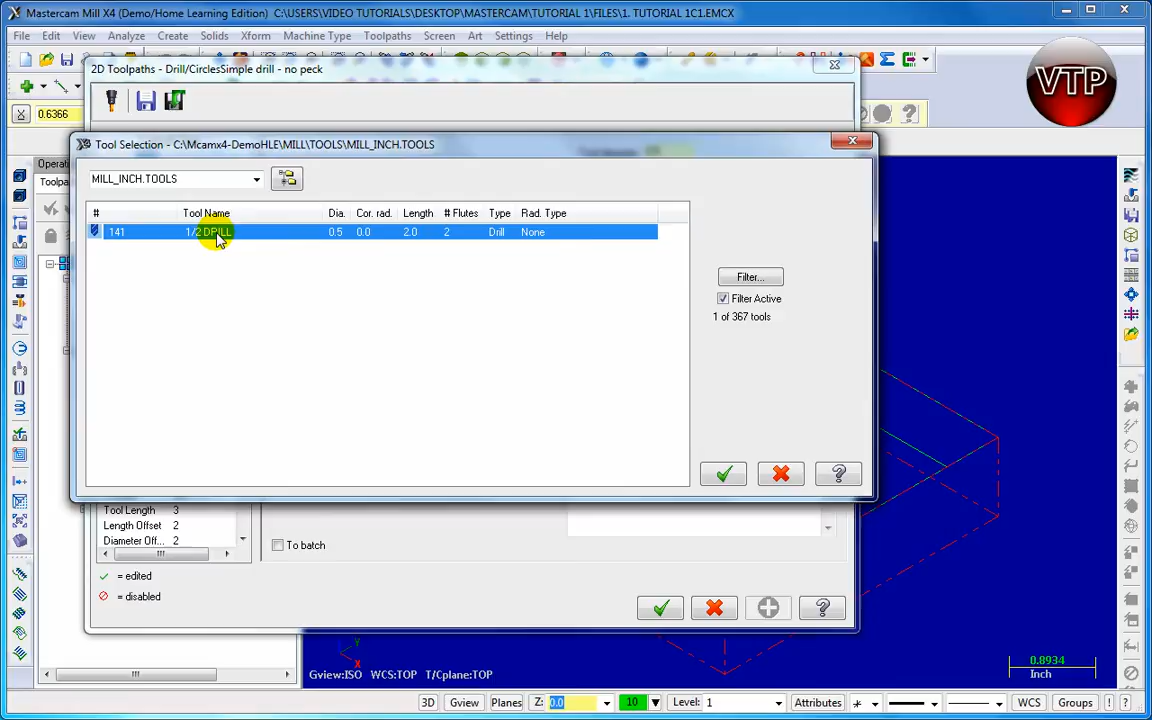 Mastercam Mill X4 (Demo/Home Learning Edition) C:\USERS\VIDEO TUTORIALS\DESKTOP\MASTERCAM\TUTORIAL 1\FILES\1. TUTORIAL 1C1.EMCX
File Edit View Analyze Create Solids Xform Machine Type Toolpaths Screen Art Settings Help
2D Toolpaths - Drill/CirclesSimple drill - no peck
VTP
0.6366
Tool Selection - C:\Mcamx4-DemoHLE\MILL\TOOLS\MILL_INCH.TOOLS
Operat
Toolpa
MILL_INCH.TOOLS
# Tool Name Dia. Cor. rad. Length # Flutes Type Rad. Type
141 1/2 DRILL 0.5 0.0 2.0 2 Drill None
Filter...
Filter Active
1 of 367 tools
Tool Length 3
Length Offset 2
Diameter Off... 2
To batch
= edited
= disabled
Y
X
Gview:ISO WCS:TOP T/Cplane:TOP
0.8934
Inch
3D Gview Planes Z: 0.0 10 Level: 1 Attributes WCS Groups ! ?